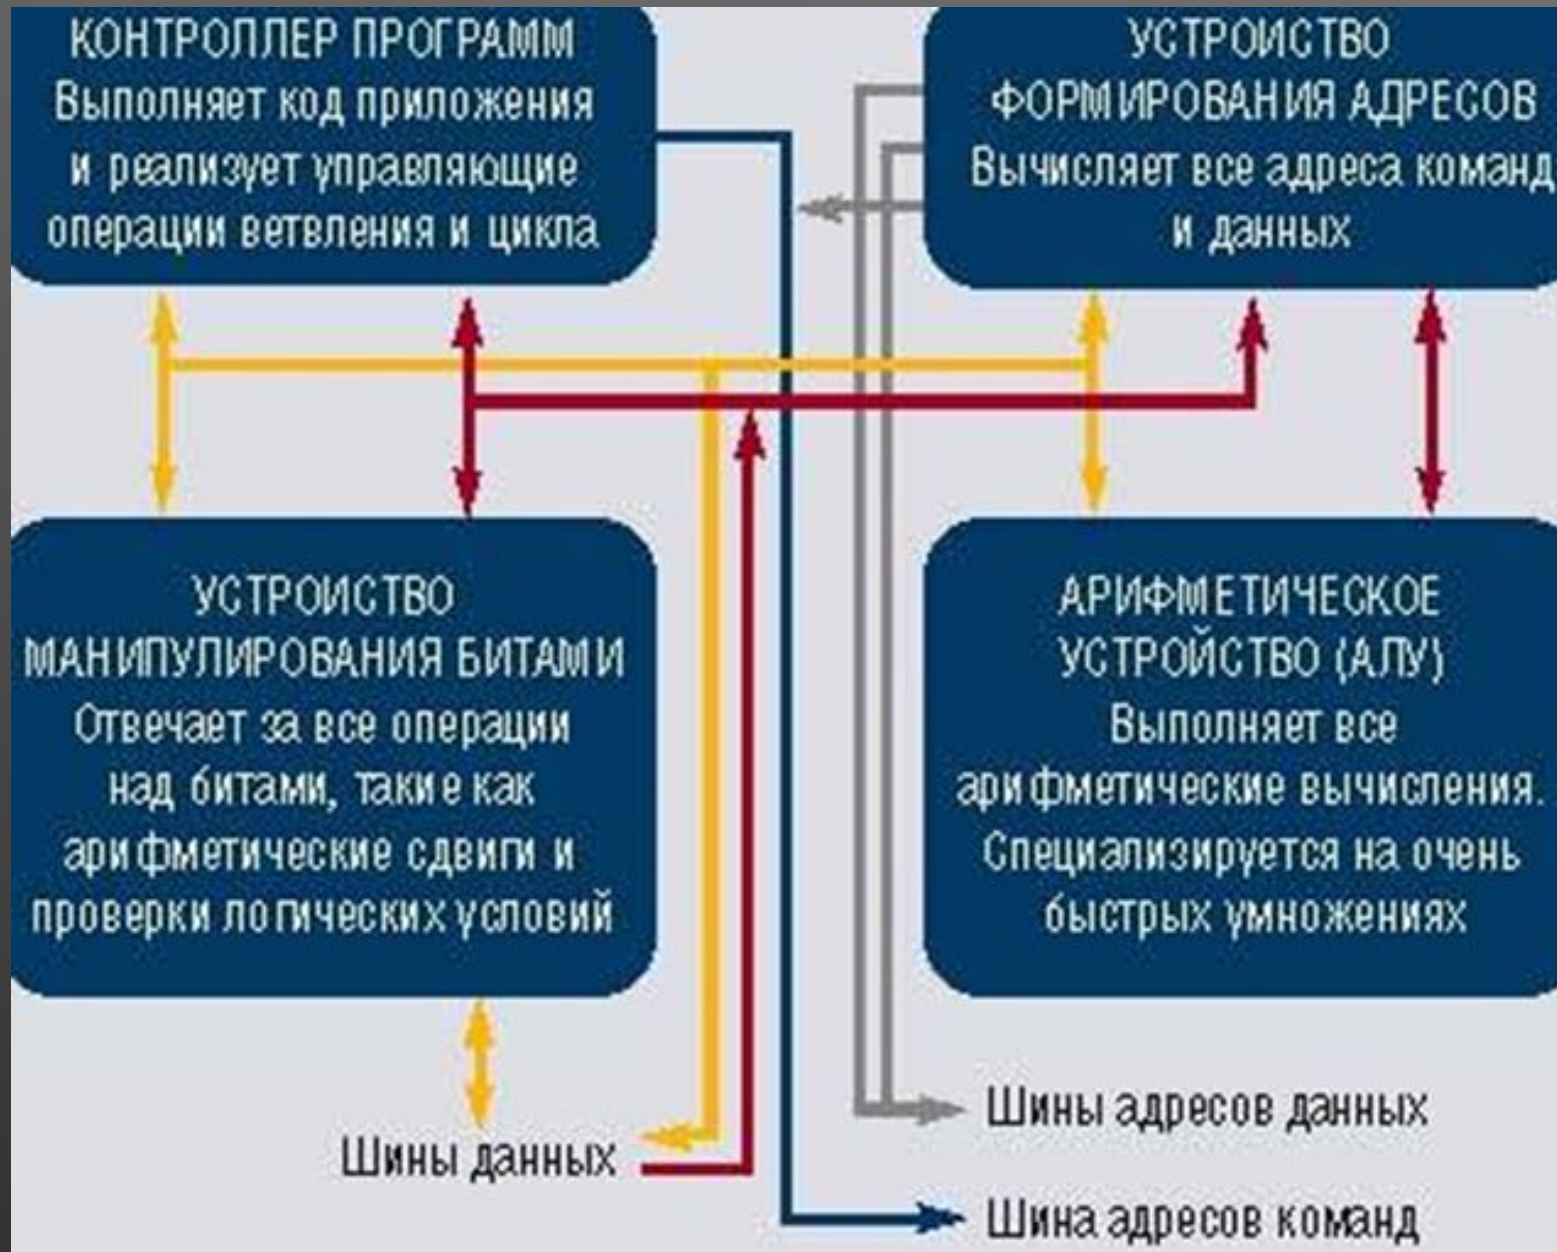 КОНТРОЛЛЕР ПРОГРАММ
Выполняет код приложения
и реализует управляющие
операции ветвления и цикла
УСТРОЙСТВО
ФОРМИРОВАНИЯ АДРЕСОВ
Вычисляет все адреса команд
и данных
УСТРОЙСТВО
МАНИПУЛИРОВАНИЯ БИТАМИ
Отвечает за все операции
над битами, такие как
арифметические сдвиги и
проверки логических условий
АРИФМЕТИЧЕСКОЕ
УСТРОЙСТВО (АЛУ)
Выполняет все
арифметические вычисления.
Специализируется на очень
быстрых умножениях
Шины данных
Шины адресов данных
Шина адресов команд